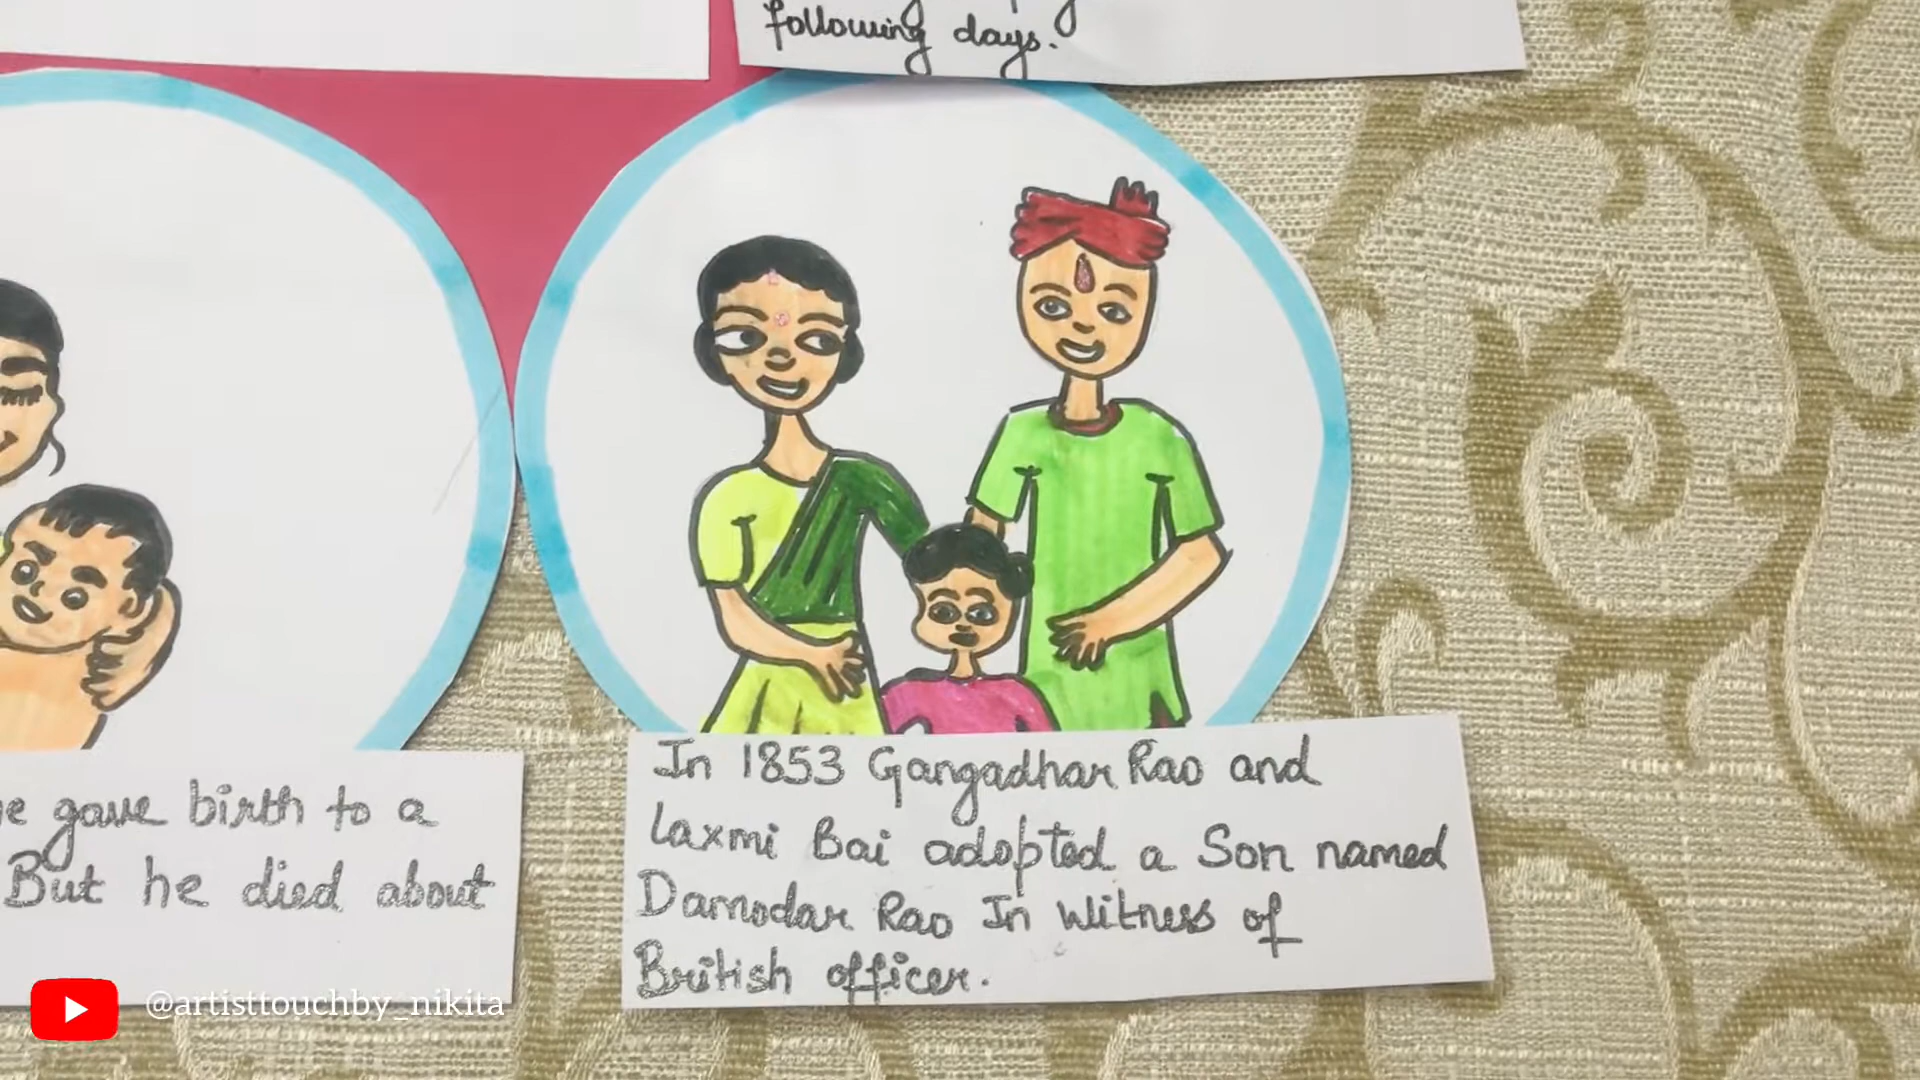 following days.
gave birth to a
But he died about
In 1853 Gangadhar Rao and
Laxmi Bai adopted a Son named
Damodar Rao In Witness of
British officer.
@artisttouchby_nikita